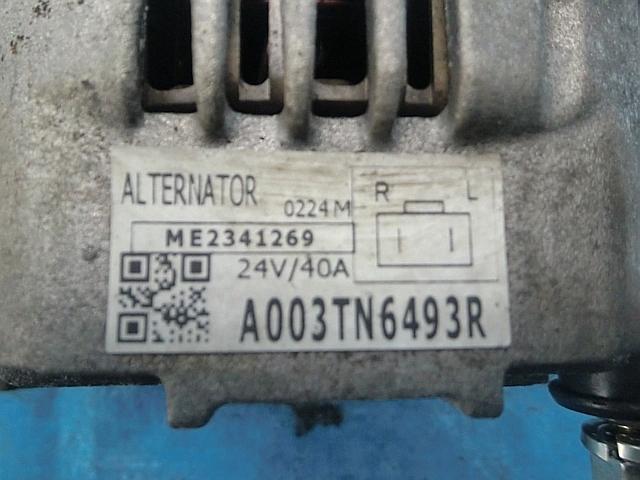 ALTERNATOR 0224M
R L
ME2341269
24V/40A
A003TN6493R